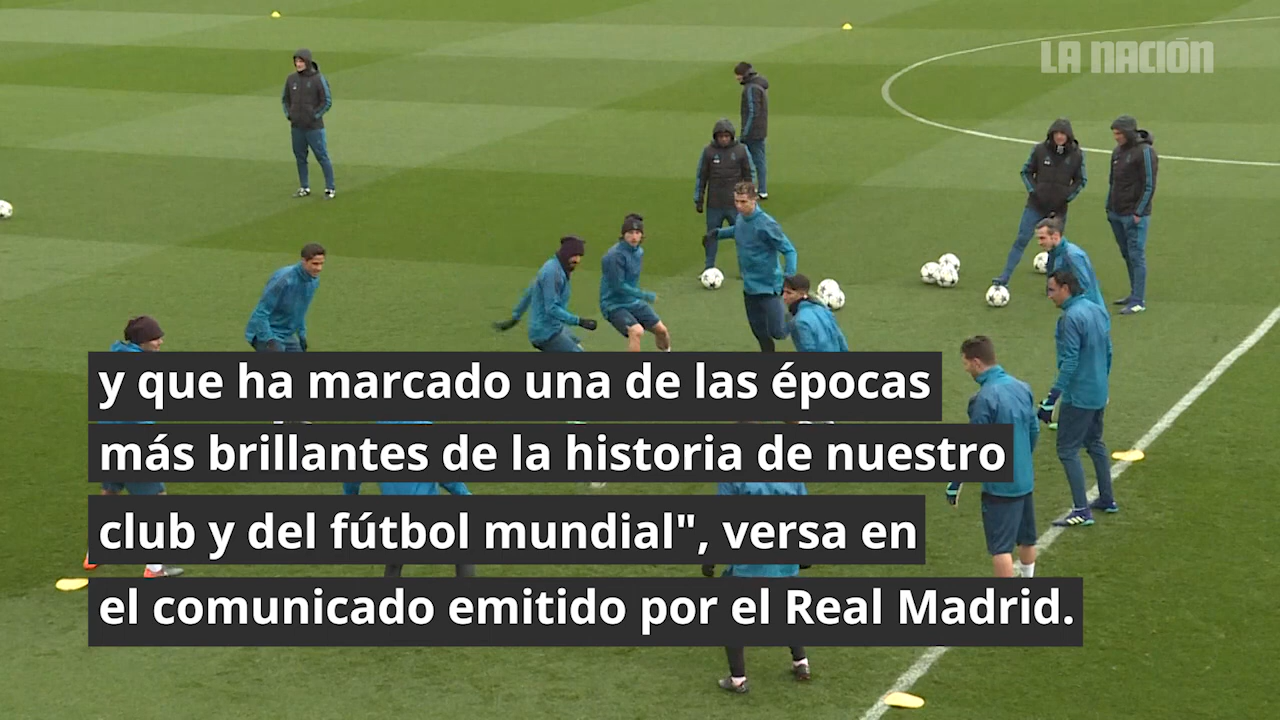 LA NACIÓN
y que ha marcado una de las épocas
más brillantes de la historia de nuestro
club y del fútbol mundial", versa en
el comunicado emitido por el Real Madrid.